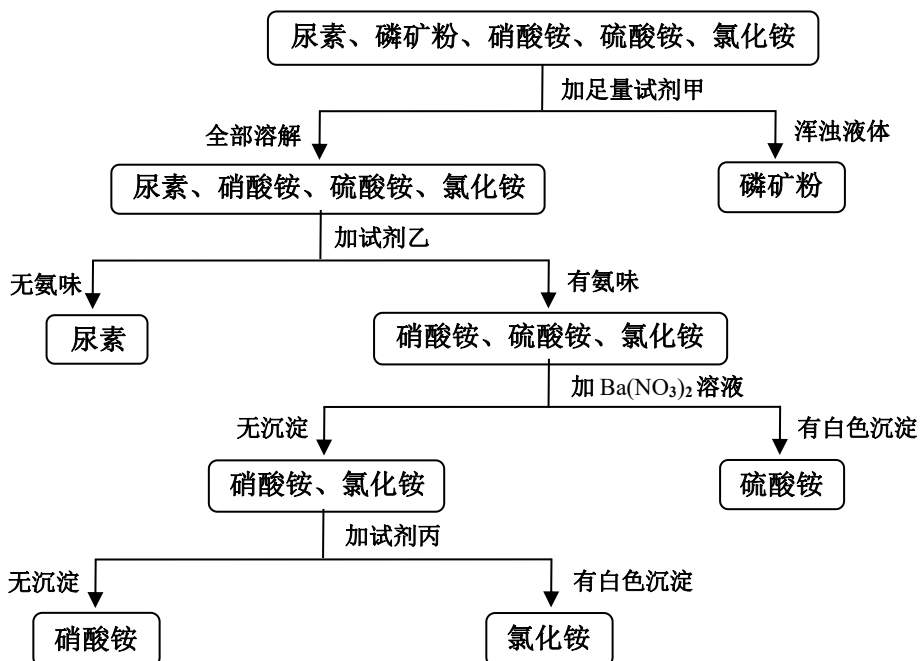 尿素、磷矿粉、硝酸铵、硫酸铵、氯化铵
加足量试剂甲
全部溶解
浑浊液体
尿素、硝酸铵、硫酸铵、氯化铵
磷矿粉
加试剂乙
无氨味
有氨味
尿素
硝酸铵、硫酸铵、氯化铵
加 Ba(NO₃)₂ 溶液
无沉淀
有白色沉淀
硝酸铵、氯化铵
硫酸铵
加试剂丙
无沉淀
有白色沉淀
硝酸铵
氯化铵